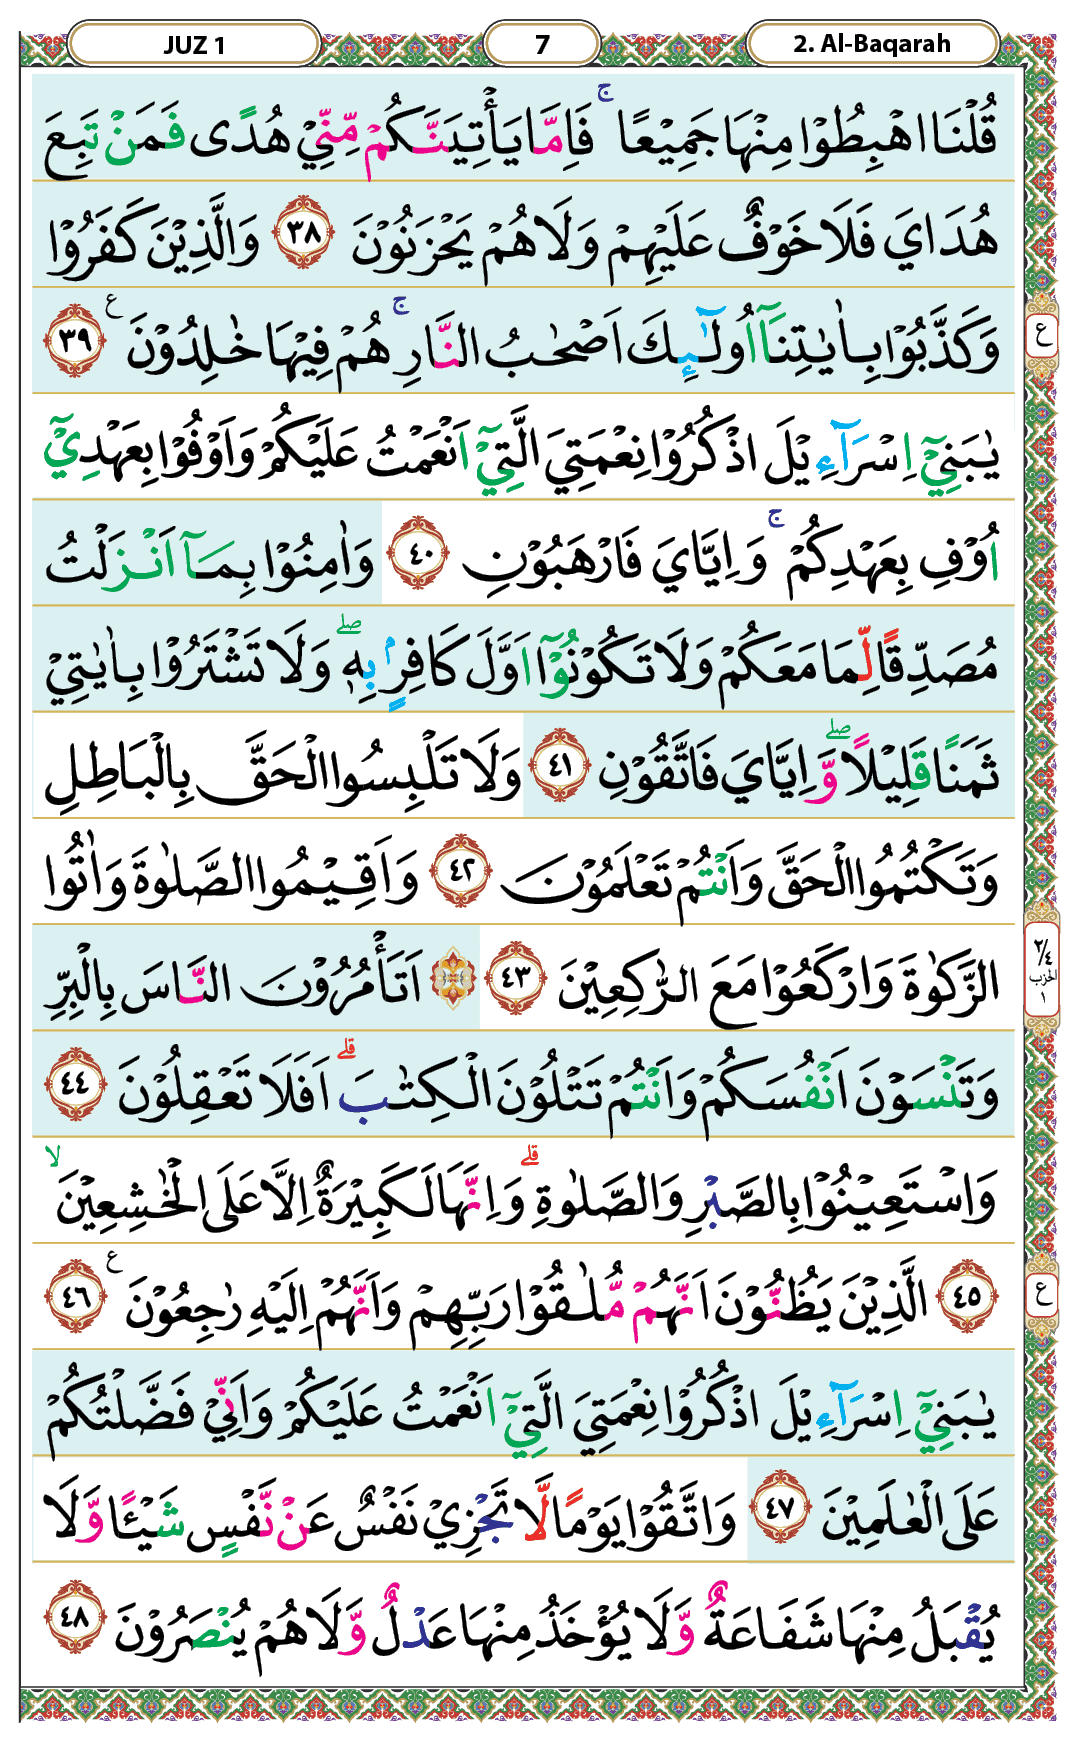 JUZ 1
7
2. Al-Baqarah
قُلْنَا اهْبِطُوْا مِنْهَا جَمِيْعًا ۚ فَاِمَّا يَأْتِيَنَّكُمْ مِّنِّيْ هُدًى فَمَنْ تَبِعَ
هُدَايَ فَلَا خَوْفٌ عَلَيْهِمْ وَلَا هُمْ يَحْزَنُوْنَ ٣٨ وَالَّذِيْنَ كَفَرُوْا
وَكَذَّبُوْا بِاٰيٰتِنَآ اُولٰۤىِٕكَ اَصْحٰبُ النَّارِ ۚ هُمْ فِيْهَا خٰلِدُوْنَ ع ٣٩
ع
يٰبَنِيْٓ اِسْرَاۤءِيْلَ اذْكُرُوْا نِعْمَتِيَ الَّتِيْٓ اَنْعَمْتُ عَلَيْكُمْ وَاَوْفُوْا بِعَهْدِيْٓ
اُوْفِ بِعَهْدِكُمْ ۚ وَاِيَّايَ فَارْهَبُوْنِ ٤٠ وَاٰمِنُوْا بِمَآ اَنْزَلْتُ
مُصَدِّقًا لِّمَا مَعَكُمْ وَلَا تَكُوْنُوْٓا اَوَّلَ كَافِرٍۢ بِهٖ ۖ وَلَا تَشْتَرُوْا بِاٰيٰتِيْ
ثَمَنًا قَلِيْلًا ۖ وَّاِيَّايَ فَاتَّقُوْنِ ٤١ وَلَا تَلْبِسُوا الْحَقَّ بِالْبَاطِلِ
وَتَكْتُمُوا الْحَقَّ وَاَنْتُمْ تَعْلَمُوْنَ ٤٢ وَاَقِيْمُوا الصَّلٰوةَ وَاٰتُوا
الزَّكٰوةَ وَارْكَعُوْا مَعَ الرّٰكِعِيْنَ ٤٣ ۞ اَتَأْمُرُوْنَ النَّاسَ بِالْبِرِّ
٢/٤
الحزب
١
وَتَنْسَوْنَ اَنْفُسَكُمْ وَاَنْتُمْ تَتْلُوْنَ الْكِتٰبَ ۗ اَفَلَا تَعْقِلُوْنَ ٤٤
وَاسْتَعِيْنُوْا بِالصَّبْرِ وَالصَّلٰوةِ ۗ وَاِنَّهَا لَكَبِيْرَةٌ اِلَّا عَلَى الْخٰشِعِيْنَ ۙ
٤٥ الَّذِيْنَ يَظُنُّوْنَ اَنَّهُمْ مُّلٰقُوْا رَبِّهِمْ وَاَنَّهُمْ اِلَيْهِ رٰجِعُوْنَ ع ٤٦
ع
يٰبَنِيْٓ اِسْرَاۤءِيْلَ اذْكُرُوْا نِعْمَتِيَ الَّتِيْٓ اَنْعَمْتُ عَلَيْكُمْ وَاَنِّيْ فَضَّلْتُكُمْ
عَلَى الْعٰلَمِيْنَ ٤٧ وَاتَّقُوْا يَوْمًا لَّا تَجْزِيْ نَفْسٌ عَنْ نَّفْسٍ شَيْـًٔا وَّلَا
يُقْبَلُ مِنْهَا شَفَاعَةٌ وَّلَا يُؤْخَذُ مِنْهَا عَدْلٌ وَّلَا هُمْ يُنْصَرُوْنَ ٤٨